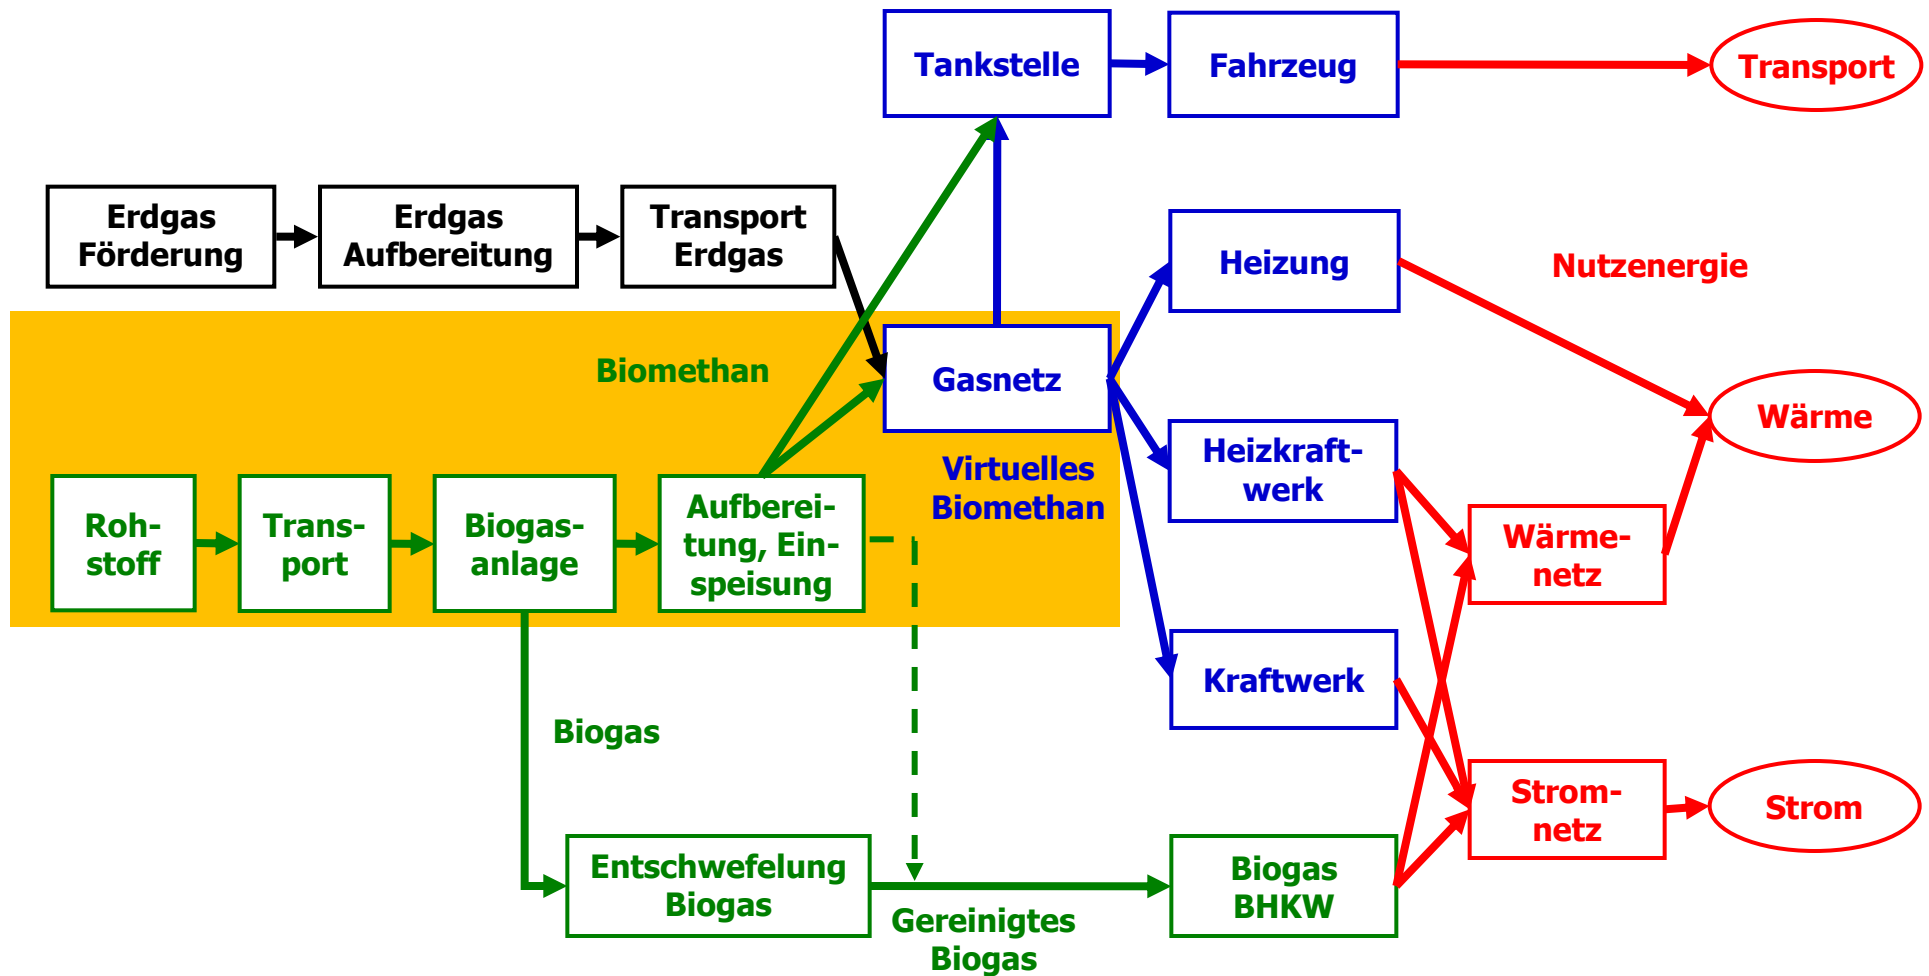 Tankstelle
Fahrzeug
Transport
Erdgas
Förderung
Erdgas
Aufbereitung
Transport
Erdgas
Heizung
Nutzenergie
Biomethan
Gasnetz
Wärme
Virtuelles
Biomethan
Heizkraft-
werk
Roh-
stoff
Trans-
port
Biogas-
anlage
Aufberei-
tung, Ein-
speisung
Wärme-
netz
Kraftwerk
Biogas
Strom-
netz
Strom
Entschwefelung
Biogas
Gereinigtes
Biogas
Biogas
BHKW